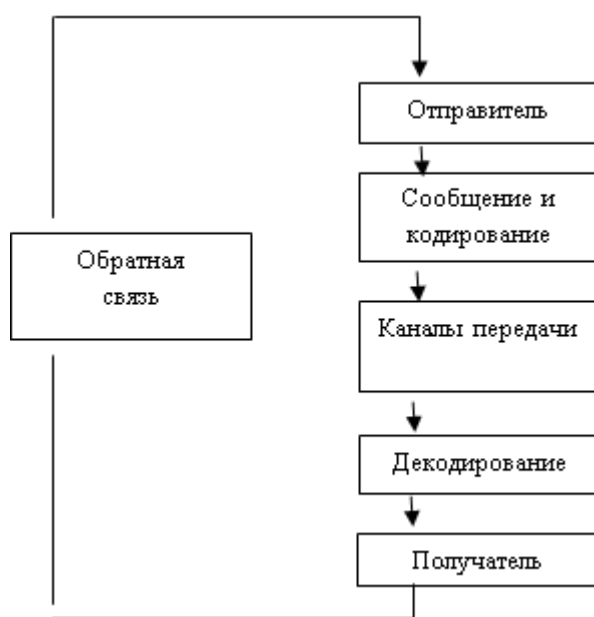 Отправитель
Сообщение и
кодирование
Обратная
связь
Каналы передачи
Декодирование
Получатель